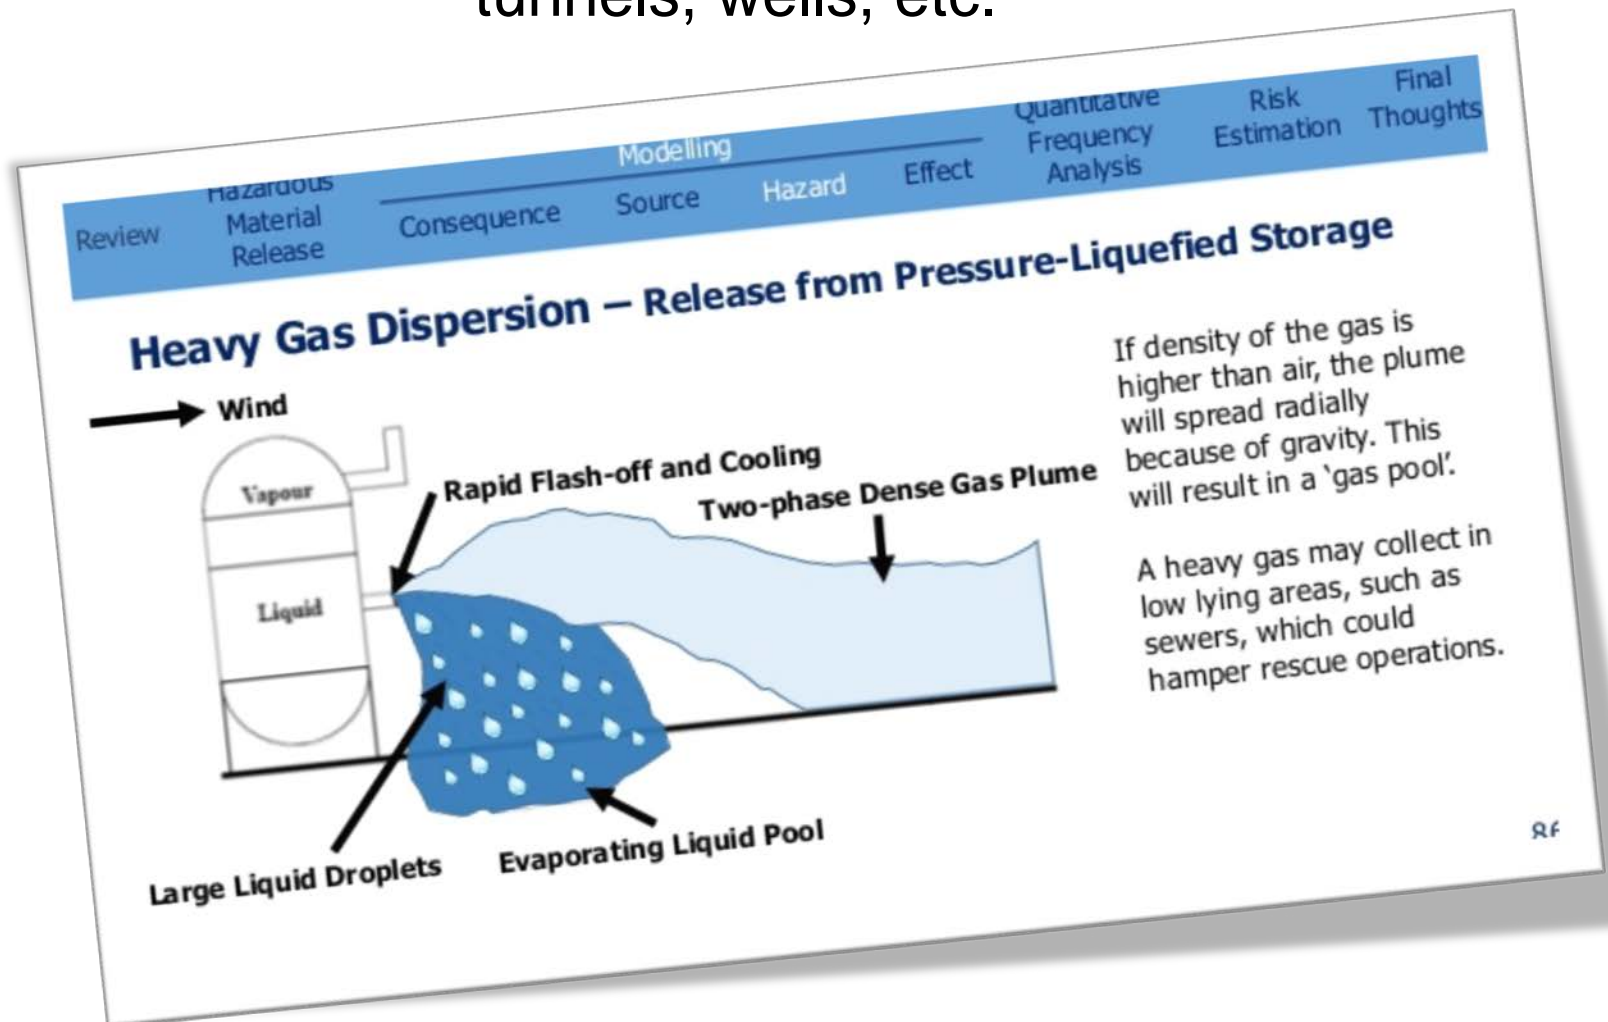 tunnels, wells, etc.
Review
Hazardous
Material
Release
Modelling
Consequence
Source
Hazard
Effect
Quantitative
Frequency
Analysis
Risk
Estimation
Final
Thoughts
Heavy Gas Dispersion – Release from Pressure-Liquefied Storage
Wind
Vapour
Liquid
Rapid Flash-off and Cooling
Two-phase Dense Gas Plume
Large Liquid Droplets
Evaporating Liquid Pool
If density of the gas is
higher than air, the plume
will spread radially
because of gravity. This
will result in a ‘gas pool’.
A heavy gas may collect in
low lying areas, such as
sewers, which could
hamper rescue operations.